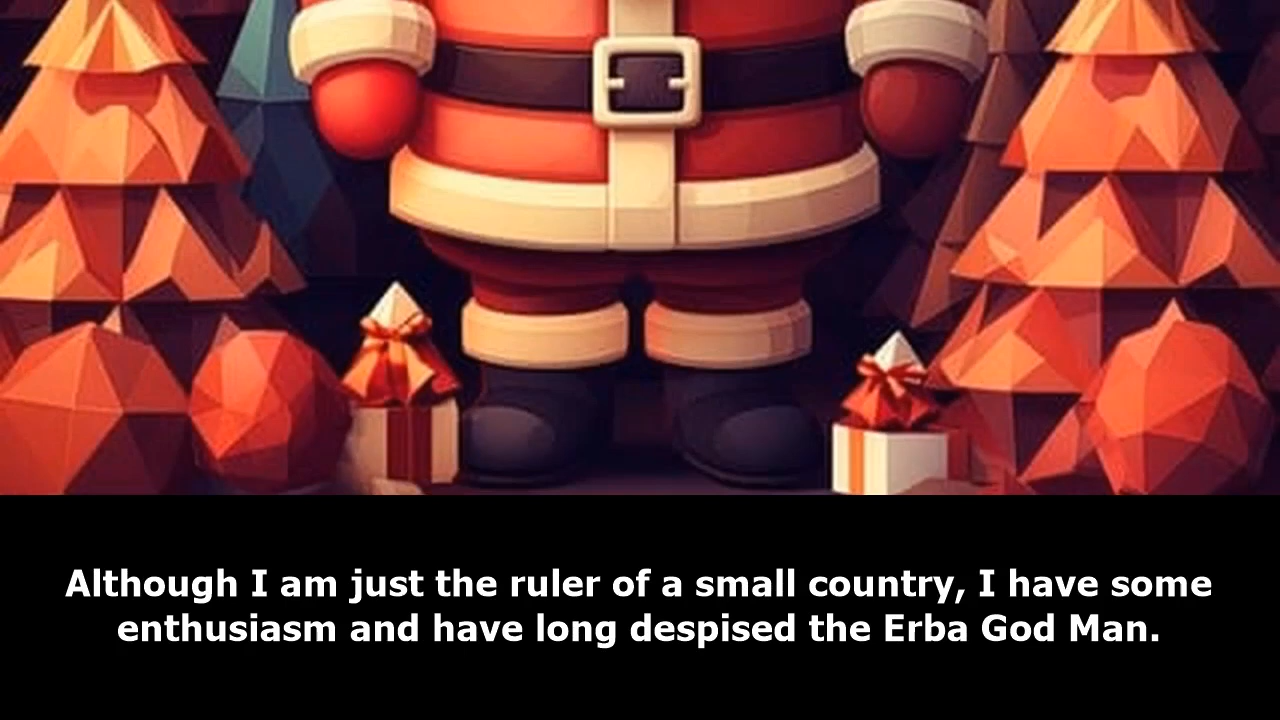 Although I am just the ruler of a small country, I have some
enthusiasm and have long despised the Erba God Man.